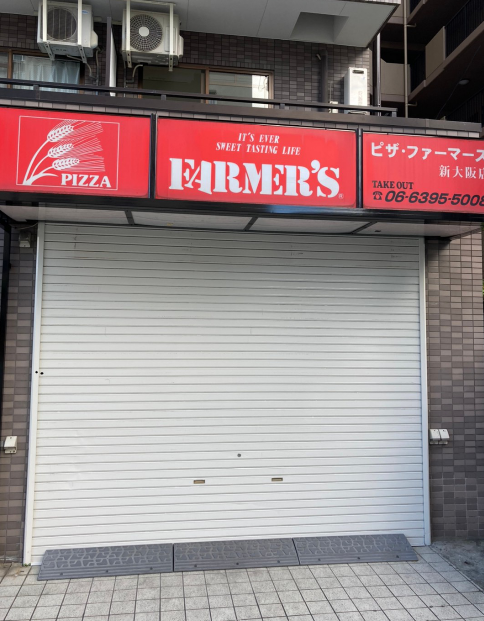 PIZZA
IT'S EVER
SWEET TASTING LIFE
FARMER'S
®
ピザ・ファーマーズ
新大阪店
TAKE OUT
☎06-6395-5008